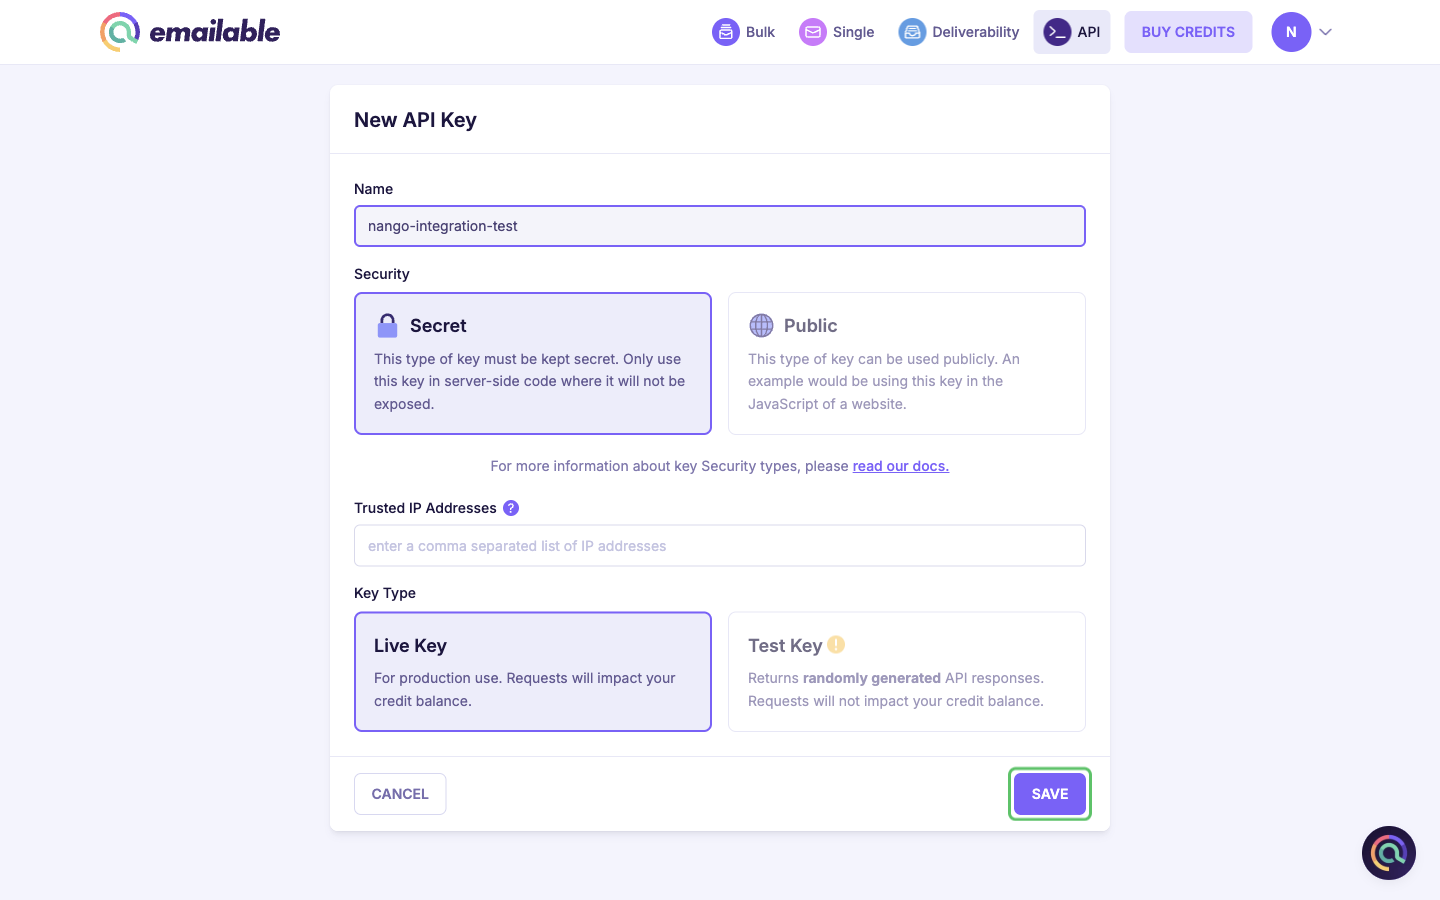 emailable
Bulk
Single
Deliverability
API
BUY CREDITS
N
New API Key
Name
nango-integration-test
Security
Secret
This type of key must be kept secret. Only use
this key in server-side code where it will not be
exposed.
Public
This type of key can be used publicly. An
example would be using this key in the
JavaScript of a website.
For more information about key Security types, please read our docs.
Trusted IP Addresses ?
enter a comma separated list of IP addresses
Key Type
Live Key
For production use. Requests will impact your
credit balance.
Test Key !
Returns randomly generated API responses.
Requests will not impact your credit balance.
CANCEL
SAVE